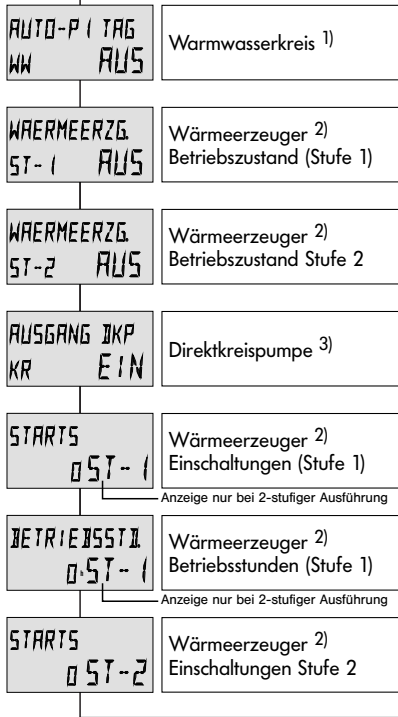 AUTO-P1 TAG
WW AUS
Warmwasserkreis 1)
WAERMEERZG.
ST-1 AUS
Wärmeerzeuger 2)
Betriebszustand (Stufe 1)
WAERMEERZG.
ST-2 AUS
Wärmeerzeuger 2)
Betriebszustand Stufe 2
AUSGANG DKP
KR EIN
Direktkreispumpe 3)
STARTS
0 ST-1
Wärmeerzeuger 2)
Einschaltungen (Stufe 1)
Anzeige nur bei 2-stufiger Ausführung
BETRIEBSSTD.
0.ST-1
Wärmeerzeuger 2)
Betriebsstunden (Stufe 1)
Anzeige nur bei 2-stufiger Ausführung
STARTS
0 ST-2
Wärmeerzeuger 2)
Einschaltungen Stufe 2